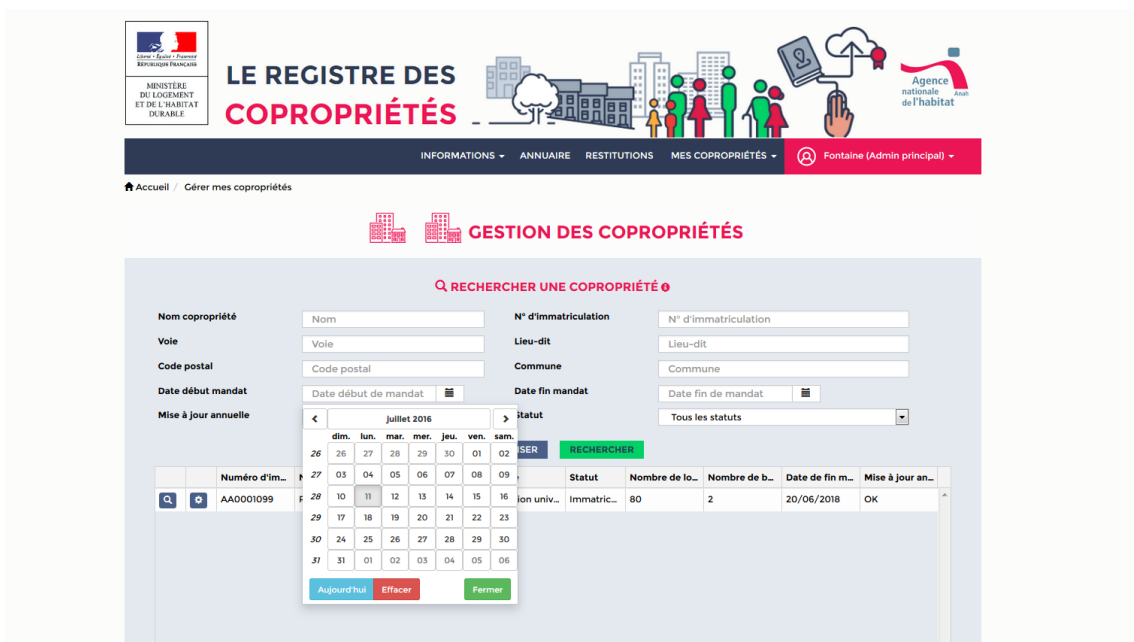 Liberté • Égalité • Fraternité
RÉPUBLIQUE FRANÇAISE
MINISTÈRE
DU LOGEMENT
ET DE L'HABITAT
DURABLE
LE REGISTRE DES
COPROPRIÉTÉS
Agence
nationale
de l'habitat
Anah
INFORMATIONS ANNUAIRE RESTITUTIONS MES COPROPRIÉTÉS Fontaine (Admin principal)
Accueil / Gérer mes copropriétés
GESTION DES COPROPRIÉTÉS
RECHERCHER UNE COPROPRIÉTÉ
Nom copropriété Nom N° d'immatriculation N° d'immatriculation
Voie Voie Lieu-dit Lieu-dit
Code postal Code postal Commune Commune
Date début mandat Date début de mandat Date fin mandat Date fin de mandat
Mise à jour annuelle Statut Tous les statuts
juillet 2016
dim. lun. mar. mer. jeu. ven. sam.
26 26 27 28 29 30 01 02
27 03 04 05 06 07 08 09
28 10 11 12 13 14 15 16
29 17 18 19 20 21 22 23
30 24 25 26 27 28 29 30
31 31 01 02 03 04 05 06
Aujourd'hui Effacer Fermer
ISER RECHERCHER
Numéro d'im... Statut Nombre de lo... Nombre de b... Date de fin m... Mise à jour an...
AA0001099 ion univ... Immatric... 80 2 20/06/2018 OK